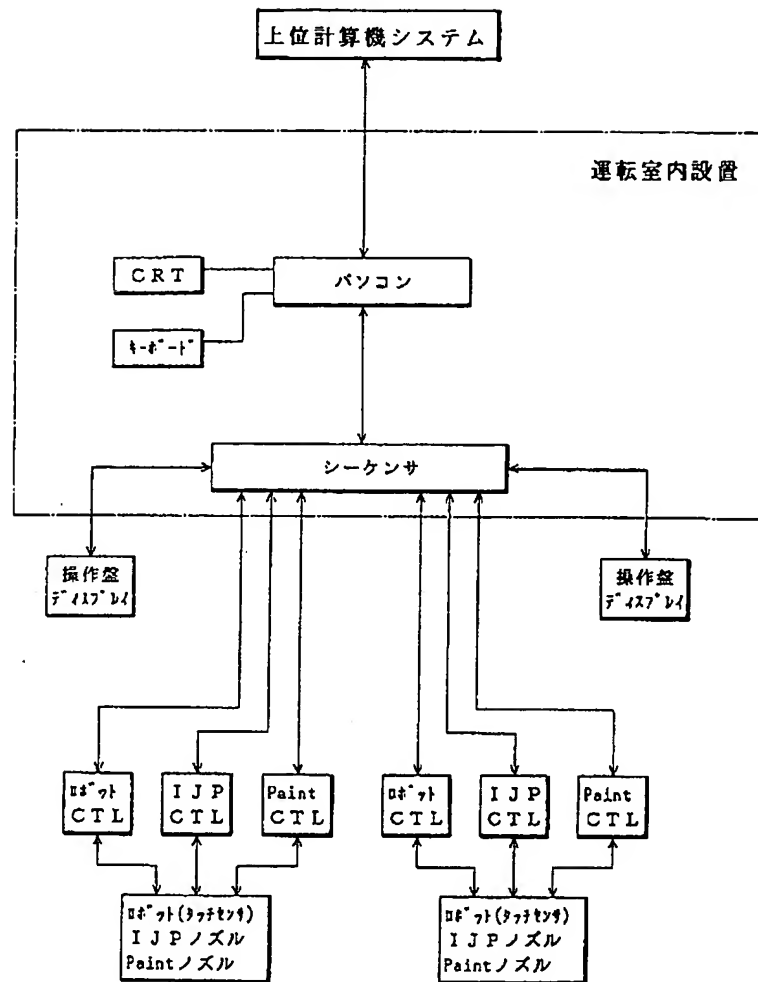 上位計算機システム
運転室内設置
CRT
パソコン
キーボード
シーケンサ
操作盤
ディスプレイ
操作盤
ディスプレイ
ロボット
CTL
IJP
CTL
Paint
CTL
ロボット
CTL
IJP
CTL
Paint
CTL
ロボット(タッチセンサ)
IJPノズル
Paintノズル
ロボット(タッチセンサ)
IJPノズル
Paintノズル